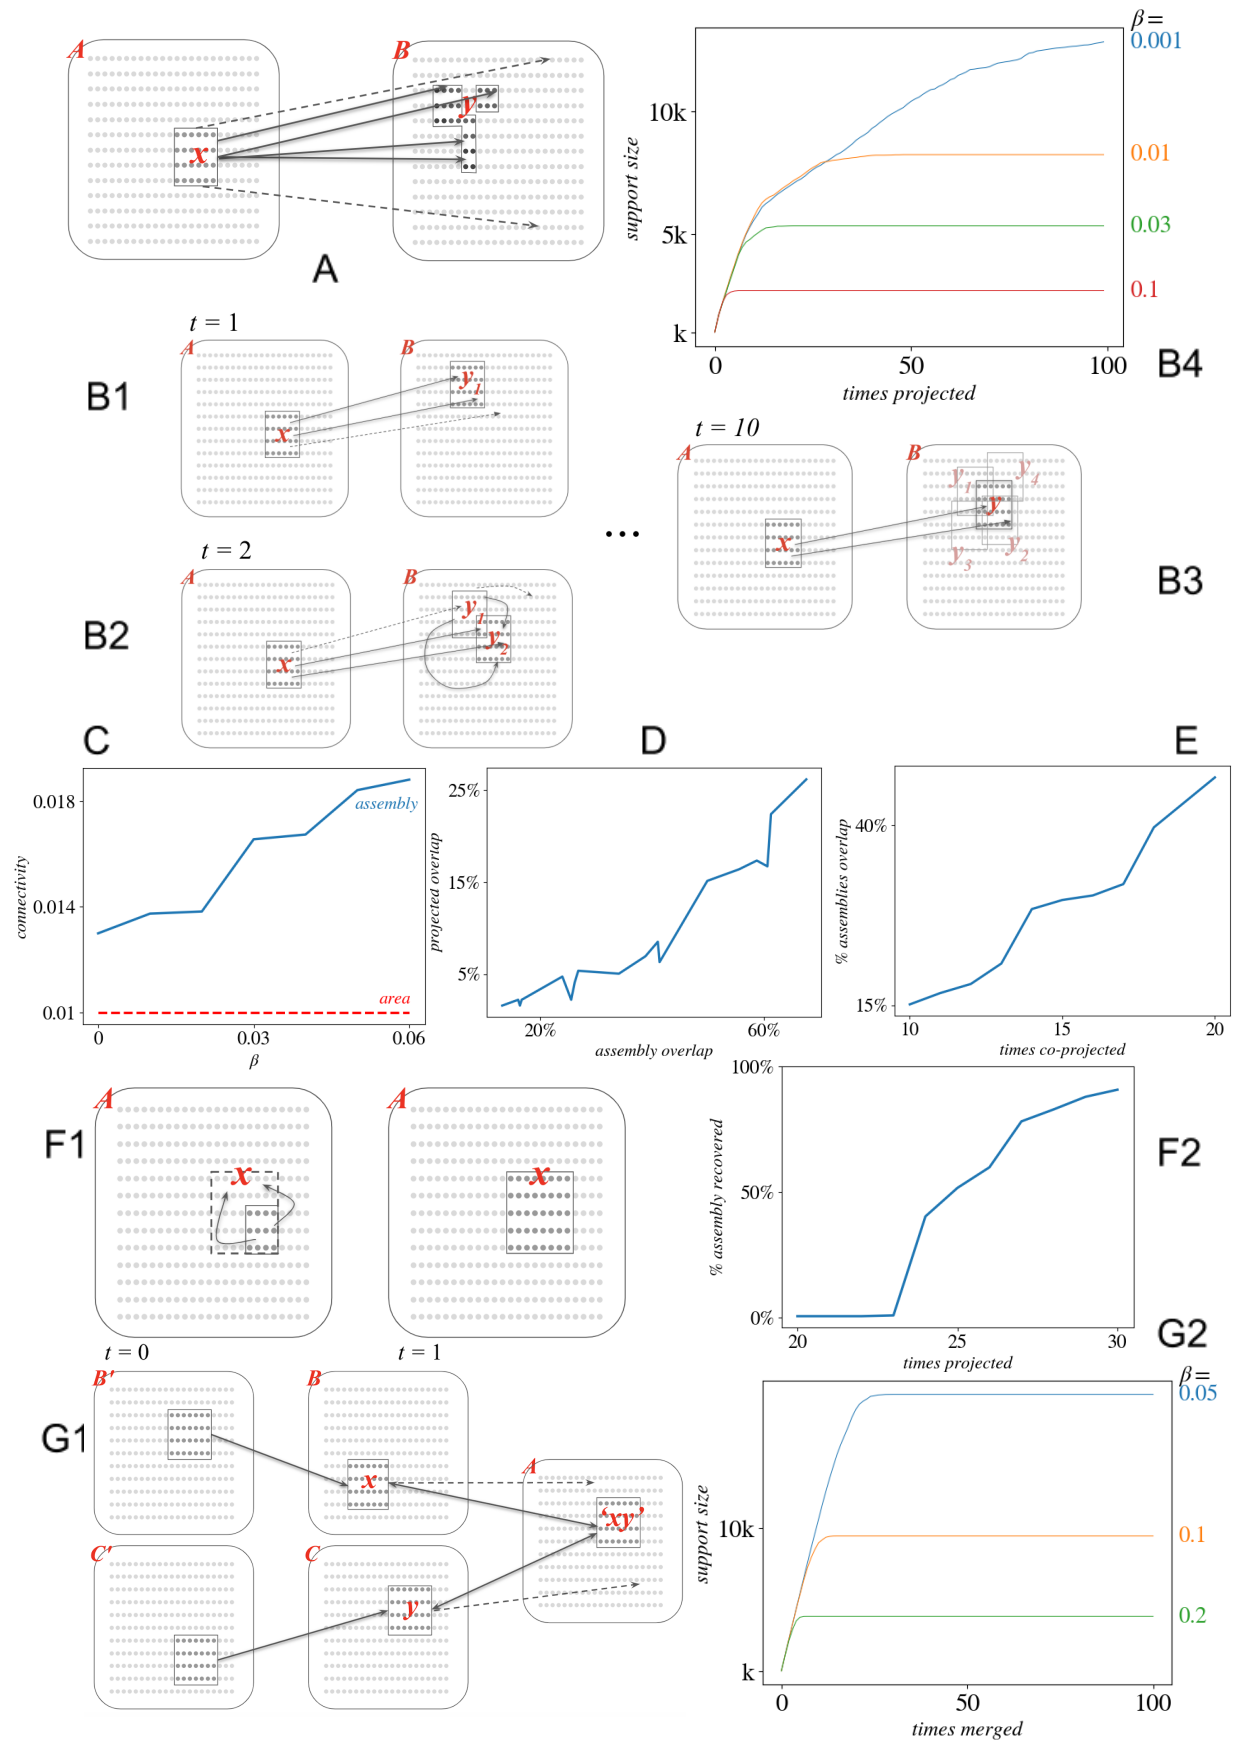 A
x
B
y
A
β =
0.001
0.01
0.03
0.1
10k
5k
k
support size
0
50
100
times projected
B4
t = 1
A
x
B
y1
B1
t = 2
A
x
B
y1
y2
B2
...
t = 10
A
x
B
y1
y4
y
y3
y2
B3
C
0.018
0.014
0.01
connectivity
assembly
area
0
0.03
0.06
β
D
25%
15%
5%
projected overlap
20%
60%
assembly overlap
E
40%
15%
% assemblies overlap
10
15
20
times co-projected
F1
A
x
A
x
F2
100%
50%
0%
% assembly recovered
20
25
30
times projected
G1
t = 0
t = 1
B'
B
x
A
'xy'
C'
C
y
G2
β =
0.05
0.1
0.2
10k
k
support size
0
50
100
times merged